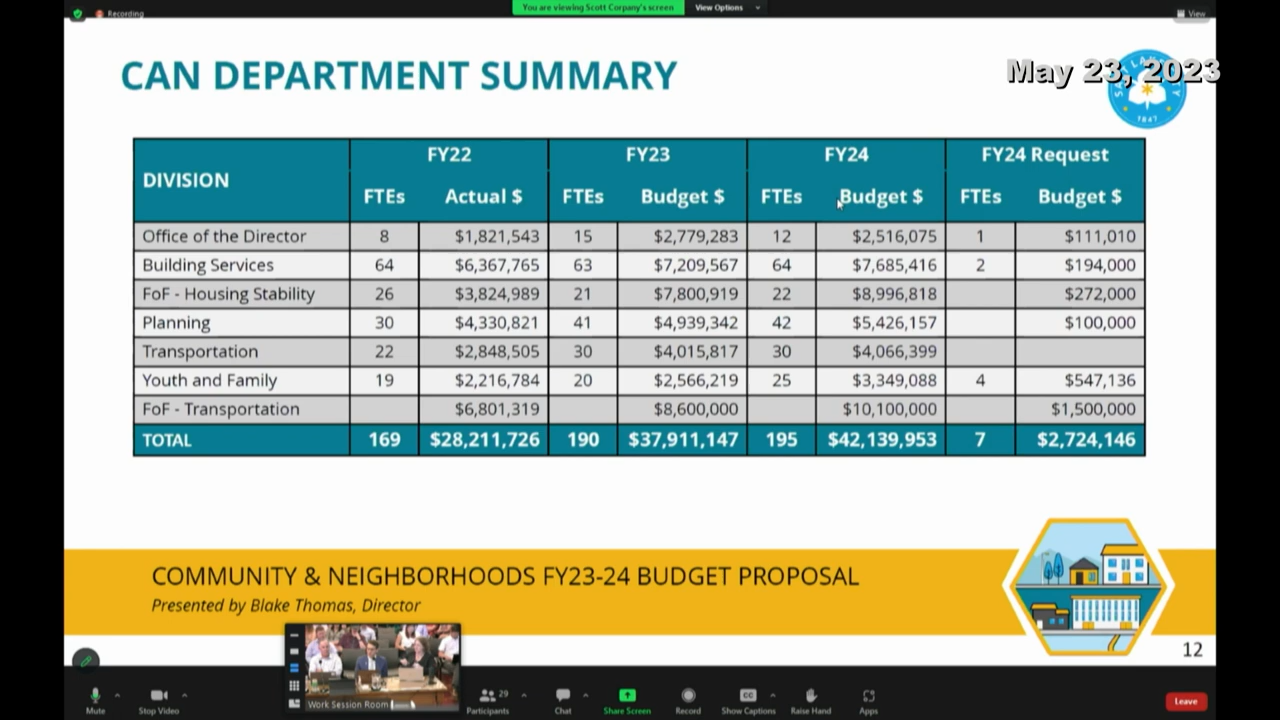 Recording
You are viewing Scott Corpany's screen View Options
View
CAN DEPARTMENT SUMMARY
May 23, 2023
1847
DIVISION FY22 FY23 FY24 FY24 Request
FTEs Actual $ FTEs Budget $ FTEs Budget $ FTEs Budget $
Office of the Director 8 $1,821,543 15 $2,779,283 12 $2,516,075 1 $111,010
Building Services 64 $6,367,765 63 $7,209,567 64 $7,685,416 2 $194,000
FoF - Housing Stability 26 $3,824,989 21 $7,800,919 22 $8,996,818 $272,000
Planning 30 $4,330,821 41 $4,939,342 42 $5,426,157 $100,000
Transportation 22 $2,848,505 30 $4,015,817 30 $4,066,399
Youth and Family 19 $2,216,784 20 $2,566,219 25 $3,349,088 4 $547,136
FoF - Transportation $6,801,319 $8,600,000 $10,100,000 $1,500,000
TOTAL 169 $28,211,726 190 $37,911,147 195 $42,139,953 7 $2,724,146
COMMUNITY & NEIGHBORHOODS FY23-24 BUDGET PROPOSAL
Presented by Blake Thomas, Director
12
Work Session Room
Mute Stop Video Participants 29 Chat Share Screen Record CC Show Captions Raise Hand Apps Leave